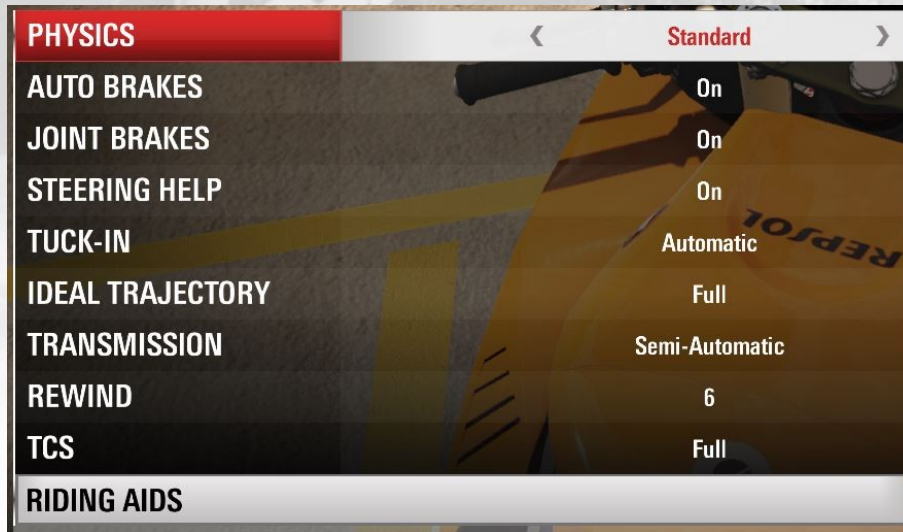 PHYSICS Standard
AUTO BRAKES On
JOINT BRAKES On
STEERING HELP On
TUCK-IN Automatic
IDEAL TRAJECTORY Full
TRANSMISSION Semi-Automatic
REWIND 6
TCS Full
RIDING AIDS
REPSOL